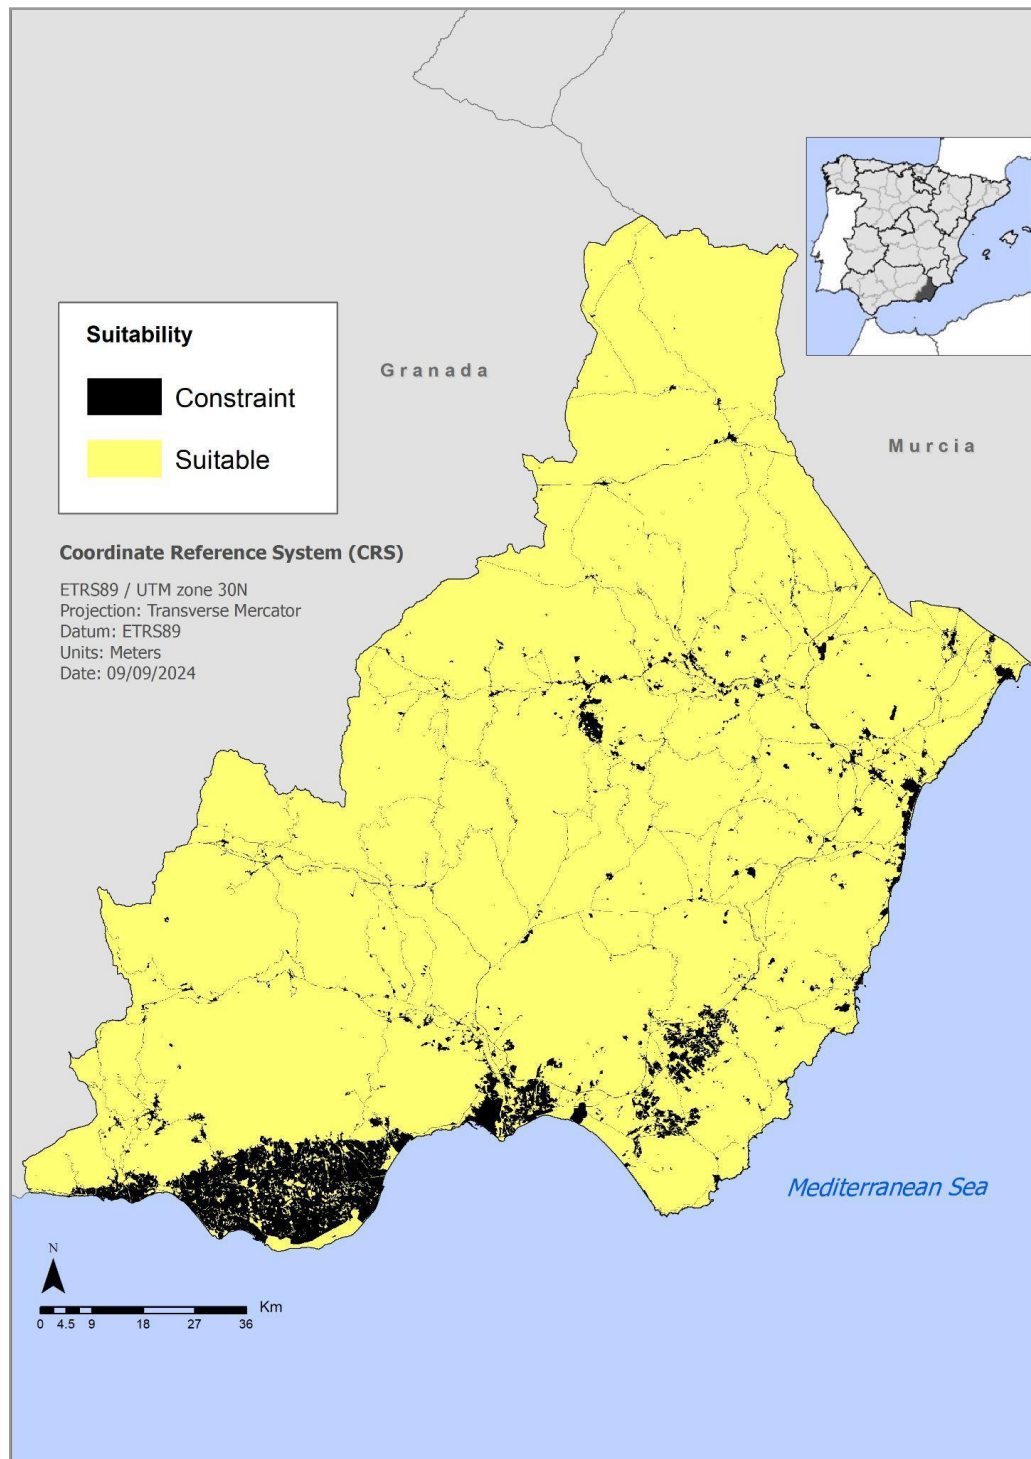 Granada
Murcia
Suitability
Constraint
Suitable
Coordinate Reference System (CRS)
ETRS89 / UTM zone 30N
Projection: Transverse Mercator
Datum: ETRS89
Units: Meters
Date: 09/09/2024
Mediterranean Sea
N
Km
0 4.5 9 18 27 36